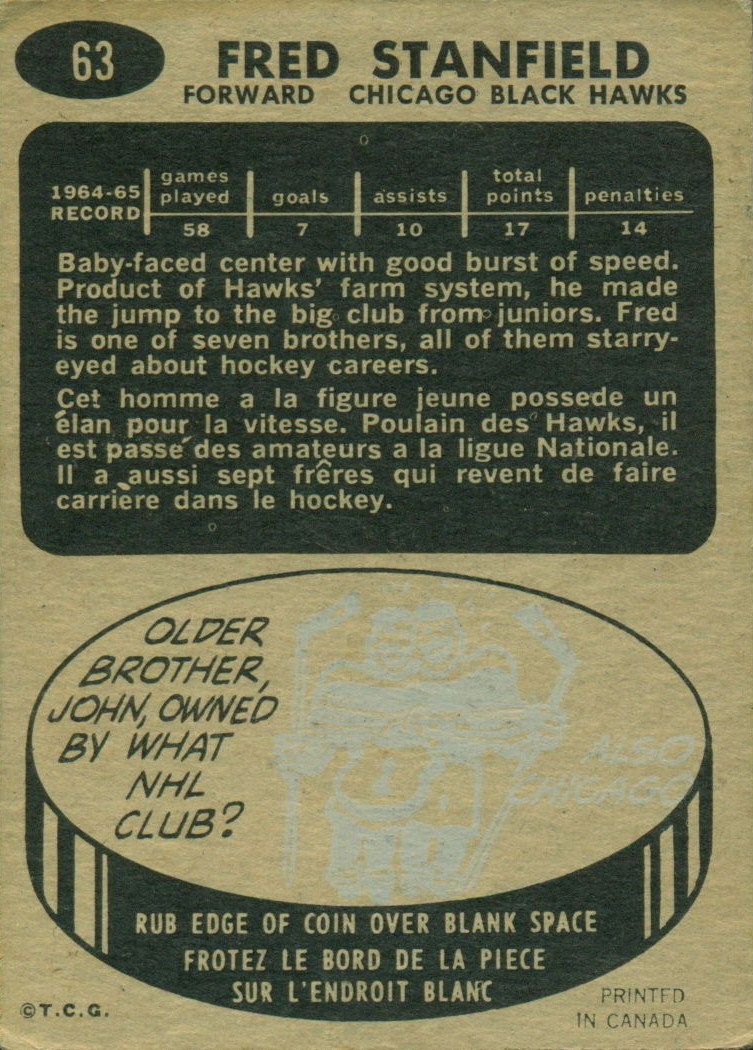 63
FRED STANFIELD
FORWARD CHICAGO BLACK HAWKS
1964-65 RECORD games played goals assists total points penalties
58 7 10 17 14
Baby-faced center with good burst of speed.
Product of Hawks' farm system, he made
the jump to the big club from juniors. Fred
is one of seven brothers, all of them starry-
eyed about hockey careers.
Cet homme a la figure jeune possede un
élan pour la vitesse. Poulain des Hawks, il
est passé des amateurs a la ligue Nationale.
Il a aussi sept frêres qui revent de faire
carrière dans le hockey.
OLDER
BROTHER,
JOHN, OWNED
BY WHAT
NHL
CLUB?
ALSO
CHICAGO
RUB EDGE OF COIN OVER BLANK SPACE
FROTEZ LE BORD DE LA PIECE
SUR L'ENDROIT BLANC
©T.C.G.
PRINTED
IN CANADA